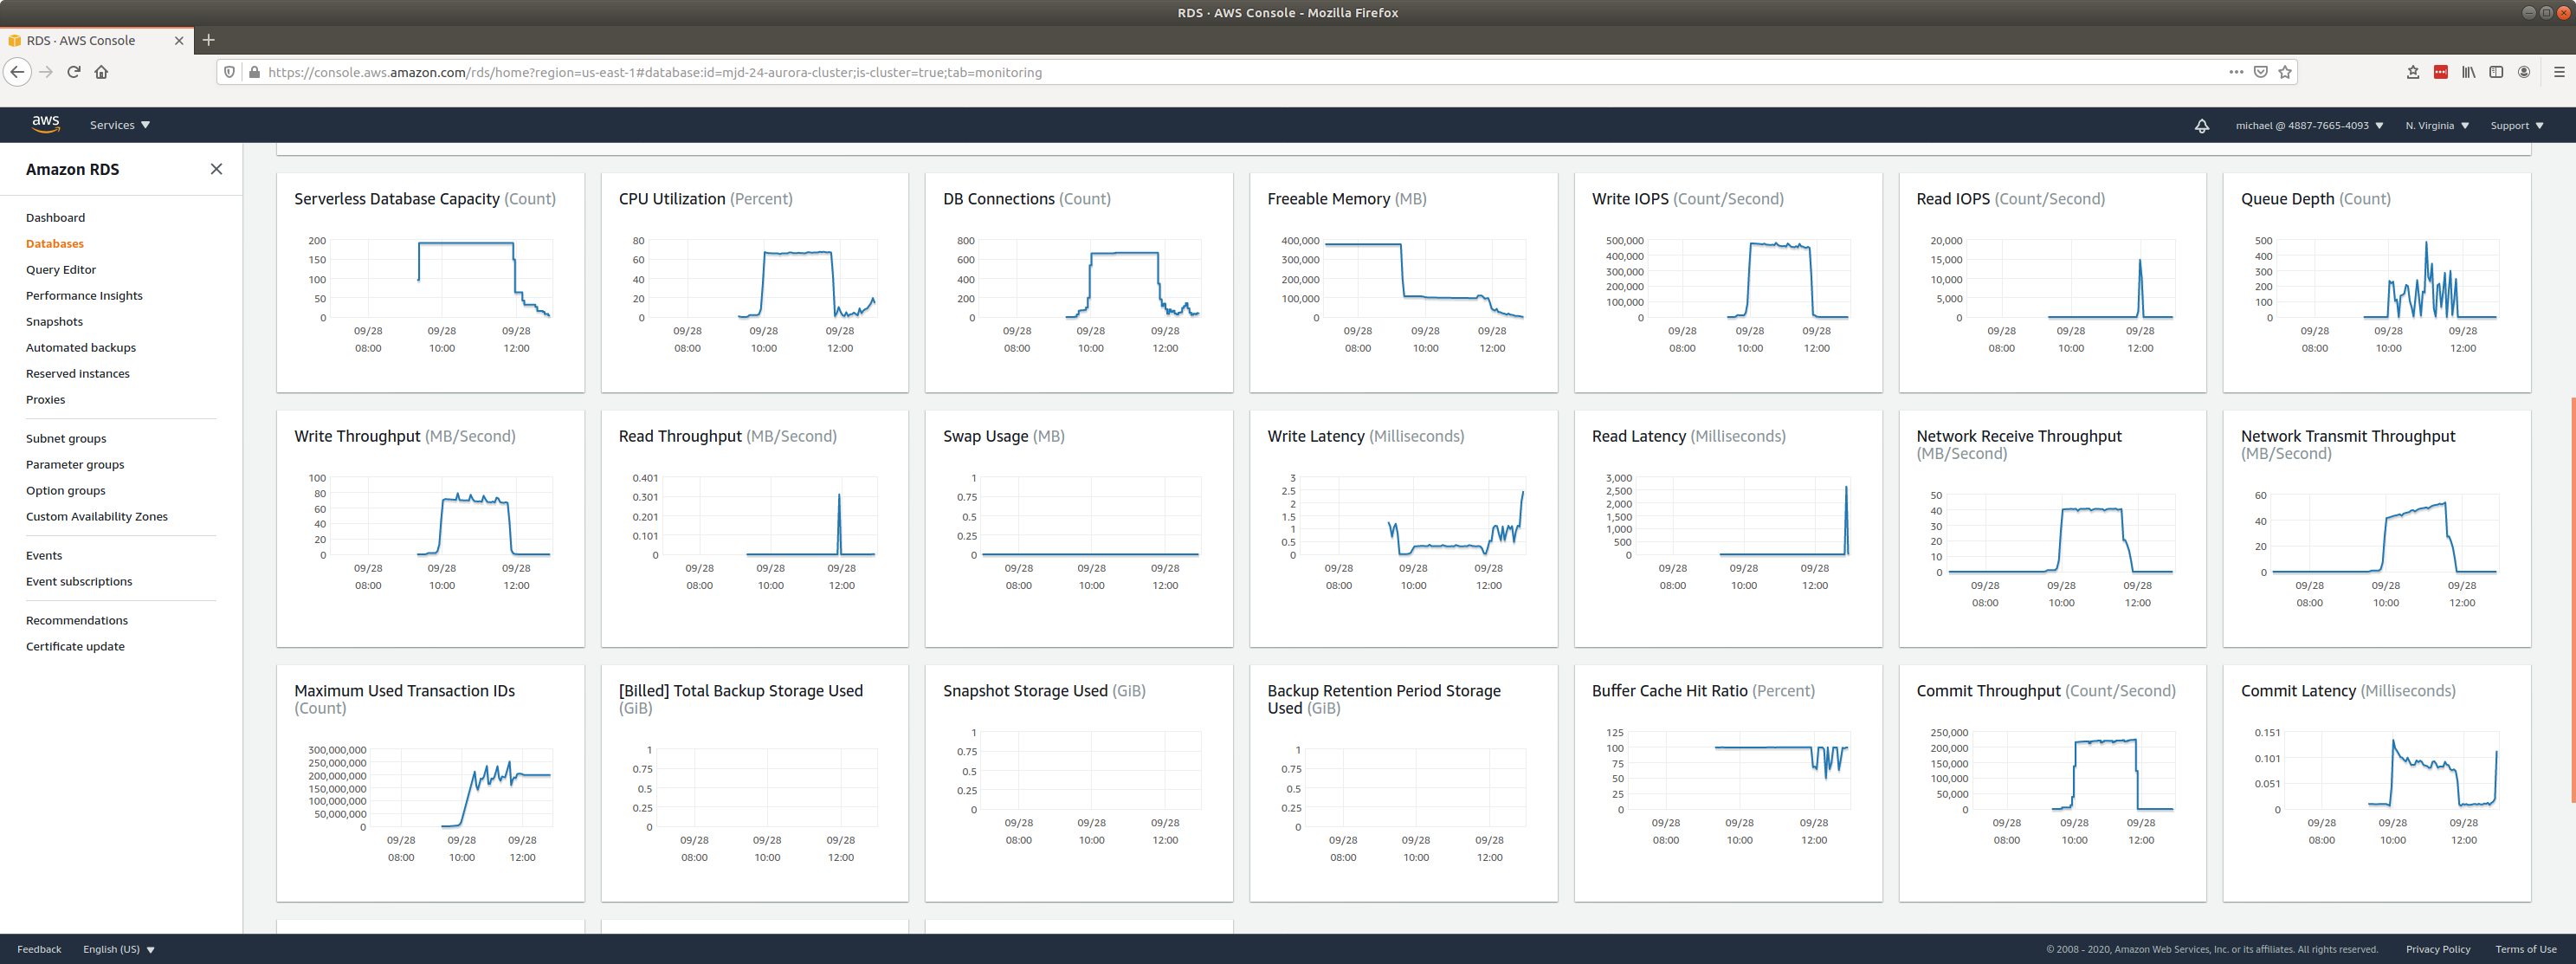 RDS · AWS Console - Mozilla Firefox
RDS · AWS Console
https://console.aws.amazon.com/rds/home?region=us-east-1#database:id=mjd-24-aurora-cluster;is-cluster=true;tab=monitoring
aws Services michael @ 4887-7665-4093 N. Virginia Support
Amazon RDS
Dashboard
Databases
Query Editor
Performance Insights
Snapshots
Automated backups
Reserved instances
Proxies
Subnet groups
Parameter groups
Option groups
Custom Availability Zones
Events
Event subscriptions
Recommendations
Certificate update
Serverless Database Capacity (Count)
200
150
100
50
0
09/28 09/28 09/28
08:00 10:00 12:00
CPU Utilization (Percent)
80
60
40
20
0
09/28 09/28 09/28
08:00 10:00 12:00
DB Connections (Count)
800
600
400
200
0
09/28 09/28 09/28
08:00 10:00 12:00
Freeable Memory (MB)
400,000
300,000
200,000
100,000
0
09/28 09/28 09/28
08:00 10:00 12:00
Write IOPS (Count/Second)
500,000
400,000
300,000
200,000
100,000
0
09/28 09/28 09/28
08:00 10:00 12:00
Read IOPS (Count/Second)
20,000
15,000
10,000
5,000
0
09/28 09/28 09/28
08:00 10:00 12:00
Queue Depth (Count)
500
400
300
200
100
0
09/28 09/28 09/28
08:00 10:00 12:00
Write Throughput (MB/Second)
100
80
60
40
20
0
09/28 09/28 09/28
08:00 10:00 12:00
Read Throughput (MB/Second)
0.401
0.301
0.201
0.101
0
09/28 09/28 09/28
08:00 10:00 12:00
Swap Usage (MB)
1
0.75
0.5
0.25
0
09/28 09/28 09/28
08:00 10:00 12:00
Write Latency (Milliseconds)
3
2.5
2
1.5
1
0.5
0
09/28 09/28 09/28
08:00 10:00 12:00
Read Latency (Milliseconds)
3,000
2,500
2,000
1,500
1,000
500
0
09/28 09/28 09/28
08:00 10:00 12:00
Network Receive Throughput
(MB/Second)
50
40
30
20
10
0
09/28 09/28 09/28
08:00 10:00 12:00
Network Transmit Throughput
(MB/Second)
60
40
20
0
09/28 09/28 09/28
08:00 10:00 12:00
Maximum Used Transaction IDs
(Count)
300,000,000
250,000,000
200,000,000
150,000,000
100,000,000
50,000,000
0
09/28 09/28 09/28
08:00 10:00 12:00
[Billed] Total Backup Storage Used
(GiB)
1
0.75
0.5
0.25
0
09/28 09/28 09/28
08:00 10:00 12:00
Snapshot Storage Used (GiB)
1
0.75
0.5
0.25
0
09/28 09/28 09/28
08:00 10:00 12:00
Backup Retention Period Storage
Used (GiB)
1
0.75
0.5
0.25
0
09/28 09/28 09/28
08:00 10:00 12:00
Buffer Cache Hit Ratio (Percent)
125
100
75
50
25
0
09/28 09/28 09/28
08:00 10:00 12:00
Commit Throughput (Count/Second)
250,000
200,000
150,000
100,000
50,000
0
09/28 09/28 09/28
08:00 10:00 12:00
Commit Latency (Milliseconds)
0.151
0.101
0.051
0
09/28 09/28 09/28
08:00 10:00 12:00
Feedback English (US) © 2008 - 2020, Amazon Web Services, Inc. or its affiliates. All rights reserved. Privacy Policy Terms of Use